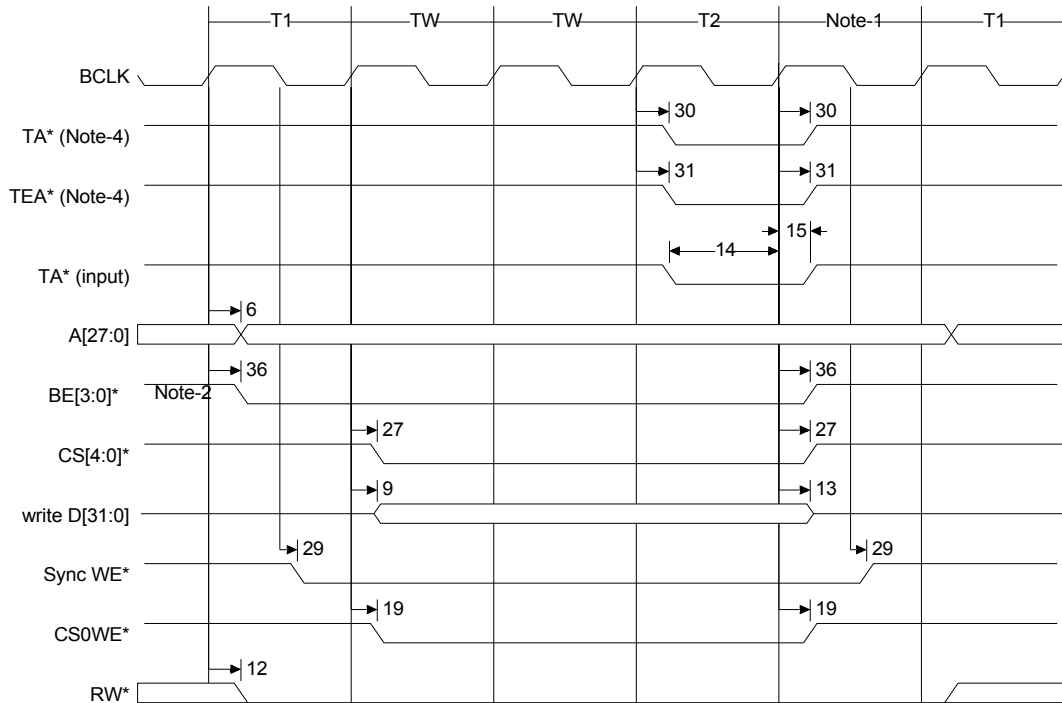 T1 TW TW T2 Note-1 T1
BCLK
30 30
TA* (Note-4)
31 31
TEA* (Note-4)
14 15
TA* (input)
6
A[27:0]
36 36
BE[3:0]* Note-2
27 27
CS[4:0]*
9 13
write D[31:0]
29 29
Sync WE*
19 19
CS0WE*
12
RW*